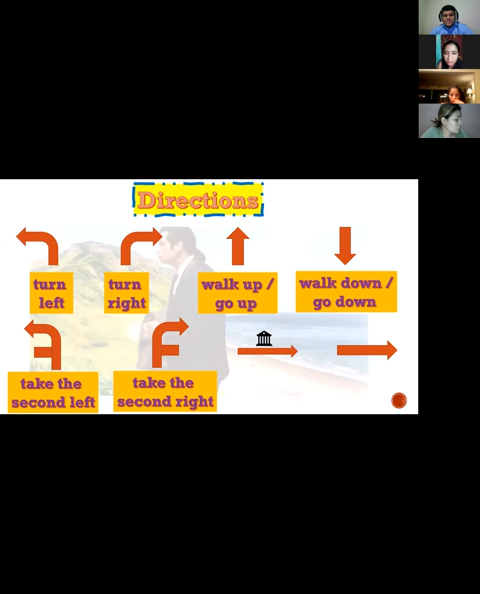 Directions
turn
left
turn
right
walk up /
go up
walk down /
go down
take the
second left
take the
second right